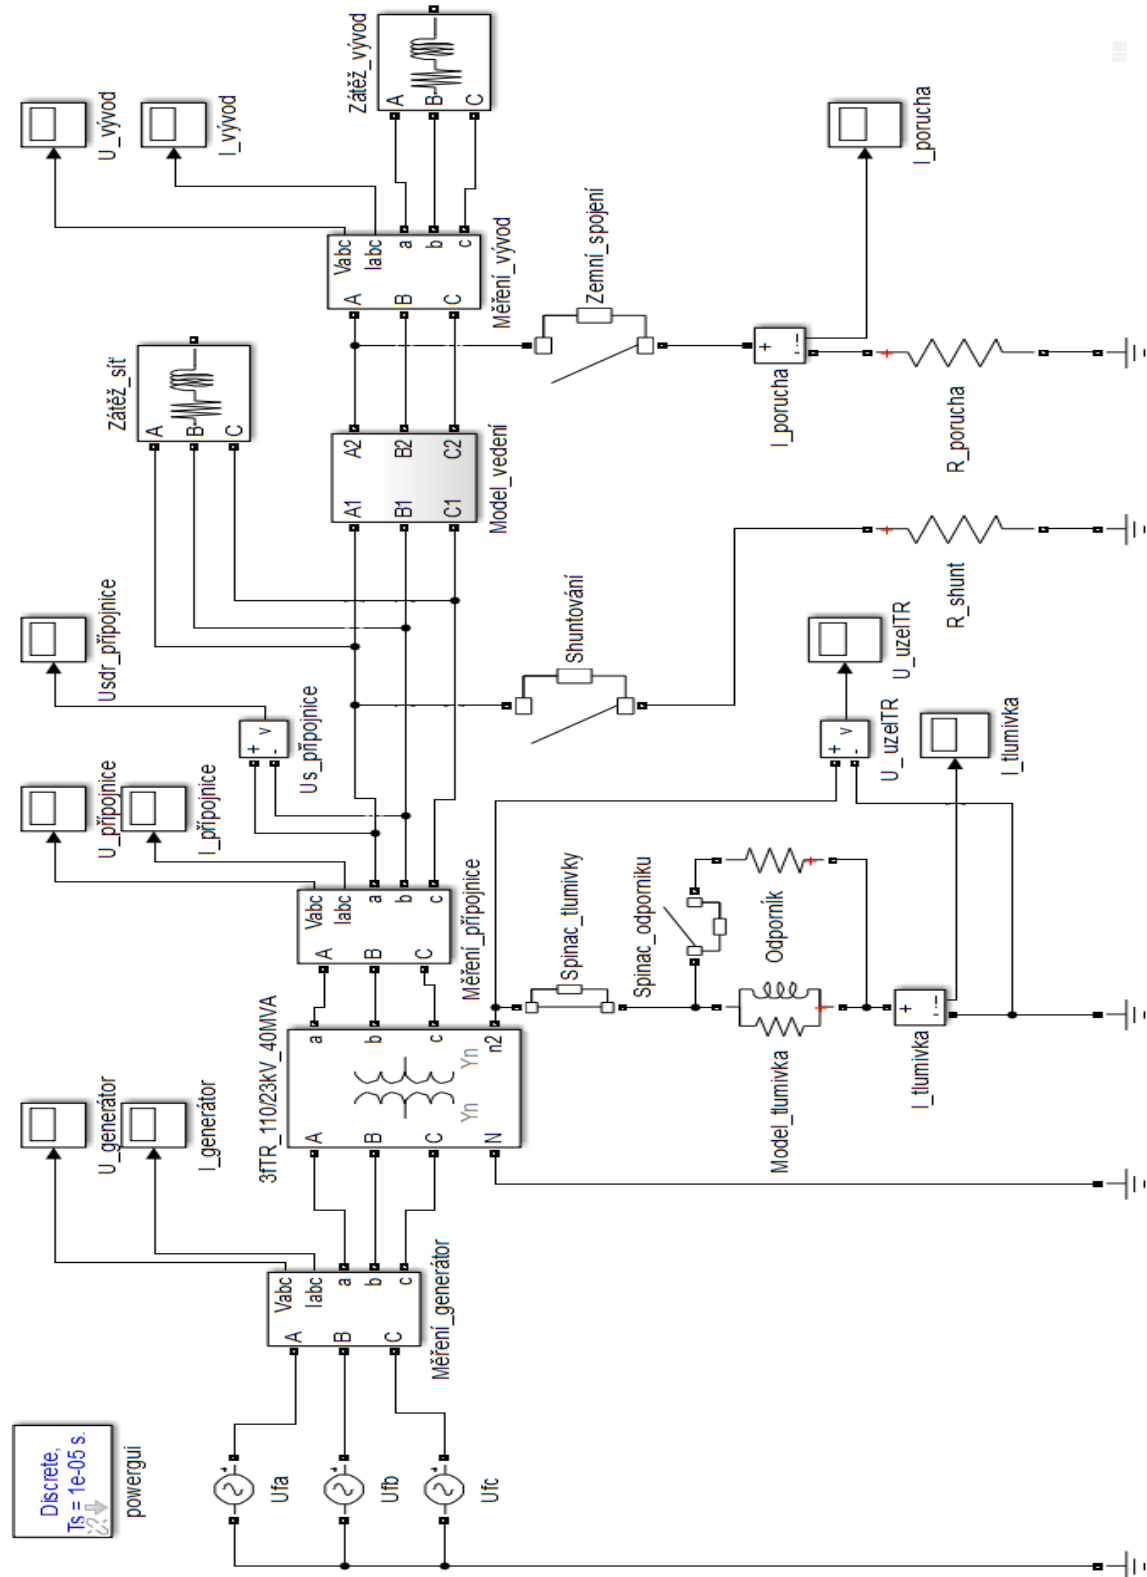 Discrete,
Ts = 1e-05 s.
powergui
Ufa
Ufb
Ufc
U_generátor
I_generátor
Vabc
Iabc
A
a
B
b
C
c
Měření_generátor
3fTR_110/23kV_40MVA
A
a
B
b
C
c
N
n2
Yn
Yn
U_přípojnice
I_přípojnice
Vabc
Iabc
A
a
B
b
C
c
Měření_přípojnice
Usdr_přípojnice
+
-
v
Us_přípojnice
Zátěž_síť
A
B
C
A1
A2
B1
B2
C1
C2
Model_vedení
U_vývod
I_vývod
Vabc
Iabc
A
a
B
b
C
c
Měření_vývod
Zátěž_vývod
A
B
C
Spinac_tlumivky
Spinac_odporniku
Odporník
Model_tlumivka
+
i
-
I_tlumivka
I_tlumivka
+
-
v
U_uzelTR
U_uzelTR
Shuntování
R_shunt
Zemní_spojení
+
i
-
I_porucha
I_porucha
R_porucha